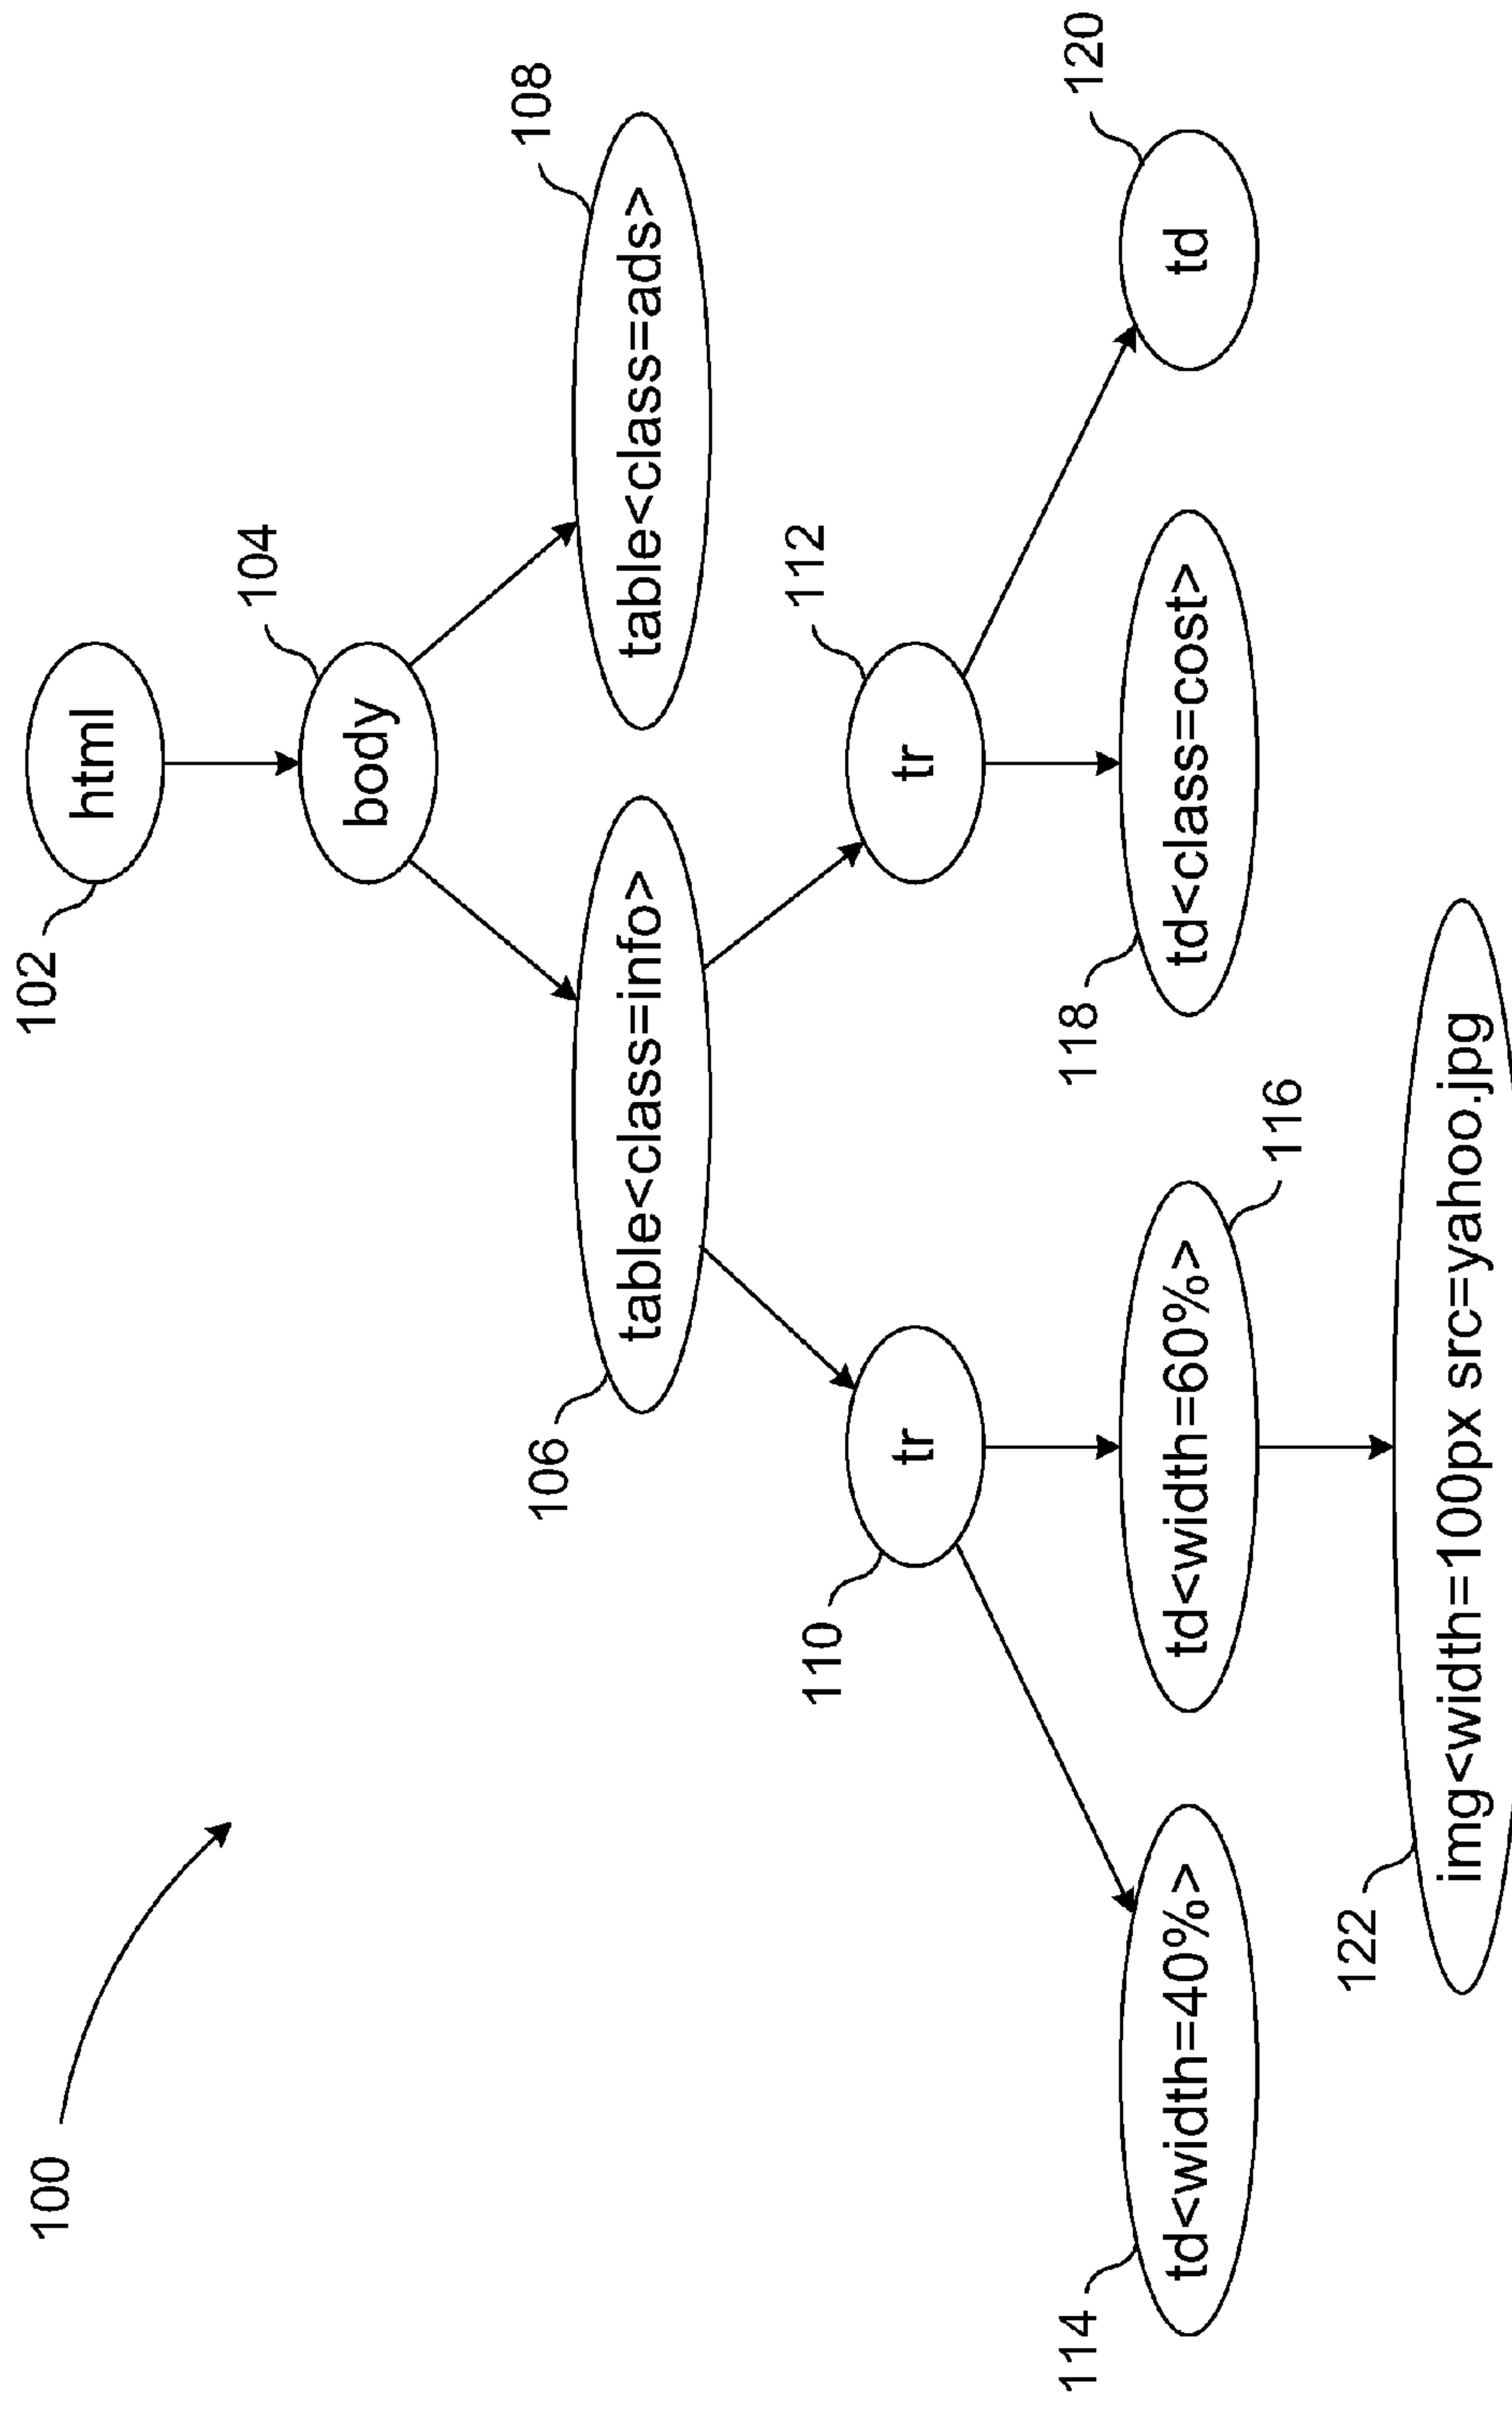 100
102
html
104
body
106
table<class=info>
108
table<class=ads>
110
tr
112
tr
114
td<width=40%>
116
td<width=60%>
118
td<class=cost>
120
td
122
img<width=100px src=yahoo.jpg